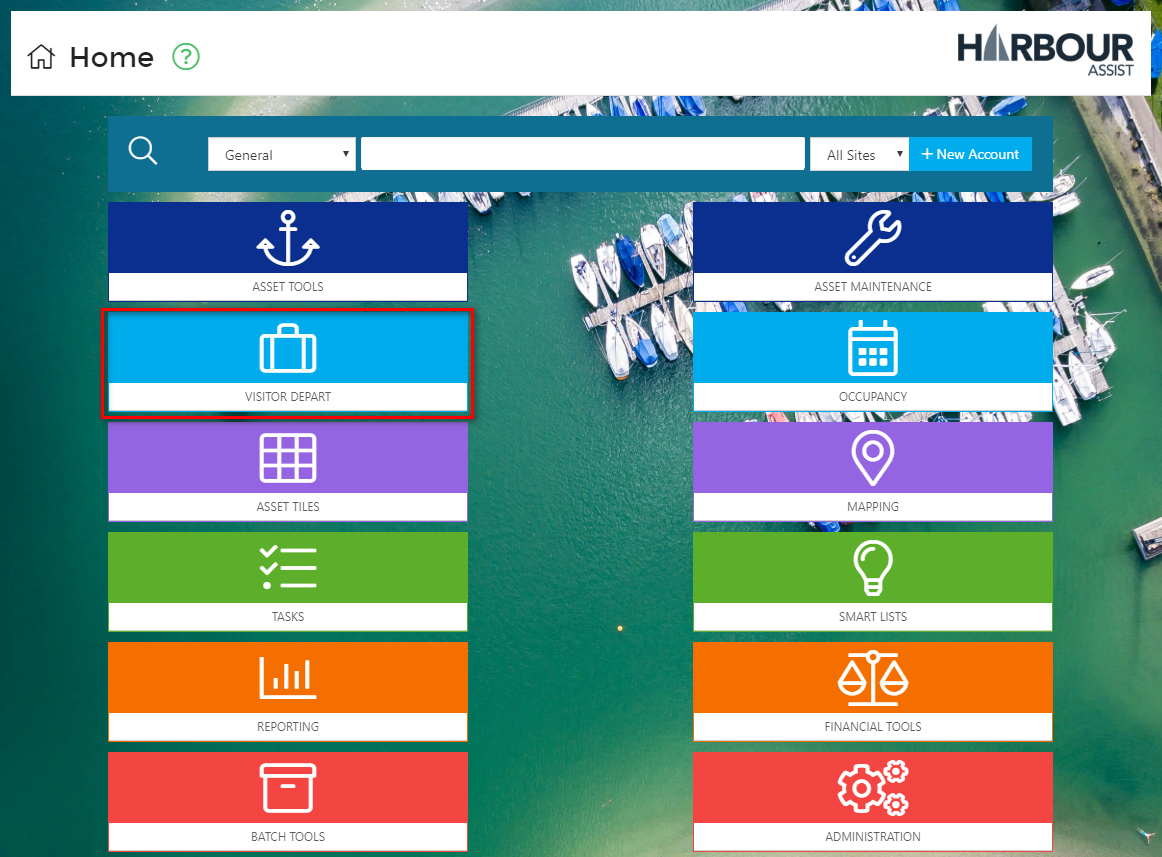 Home ?
HARBOUR
ASSIST
General All Sites + New Account
ASSET TOOLS ASSET MAINTENANCE
VISITOR DEPART OCCUPANCY
ASSET TILES MAPPING
TASKS SMART LISTS
REPORTING FINANCIAL TOOLS
BATCH TOOLS ADMINISTRATION